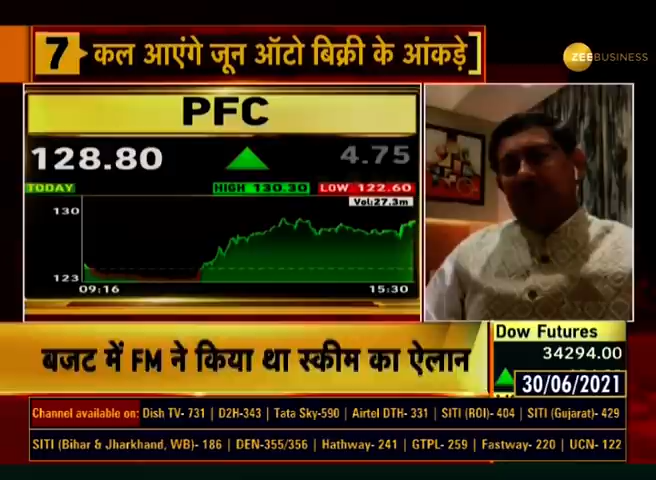 7 कल आएंगे जून ऑटो बिक्री के आंकड़े
ZEEBUSINESS
PFC
128.80 4.75
TODAY HIGH 130.30 LOW 122.60
Vol:27.3m
130
123
09:16 15:30
बजट में FM ने किया था स्कीम का ऐलान
Dow Futures
34294.00
30/06/2021
Channel available on: Dish TV- 731 | D2H-343 | Tata Sky-590 | Airtel DTH- 331 | SITI (ROI)- 404 | SITI (Gujarat)- 429
SITI (Bihar & Jharkhand, WB)- 186 | DEN-355/356 | Hathway- 241 | GTPL- 259 | Fastway- 220 | UCN- 122